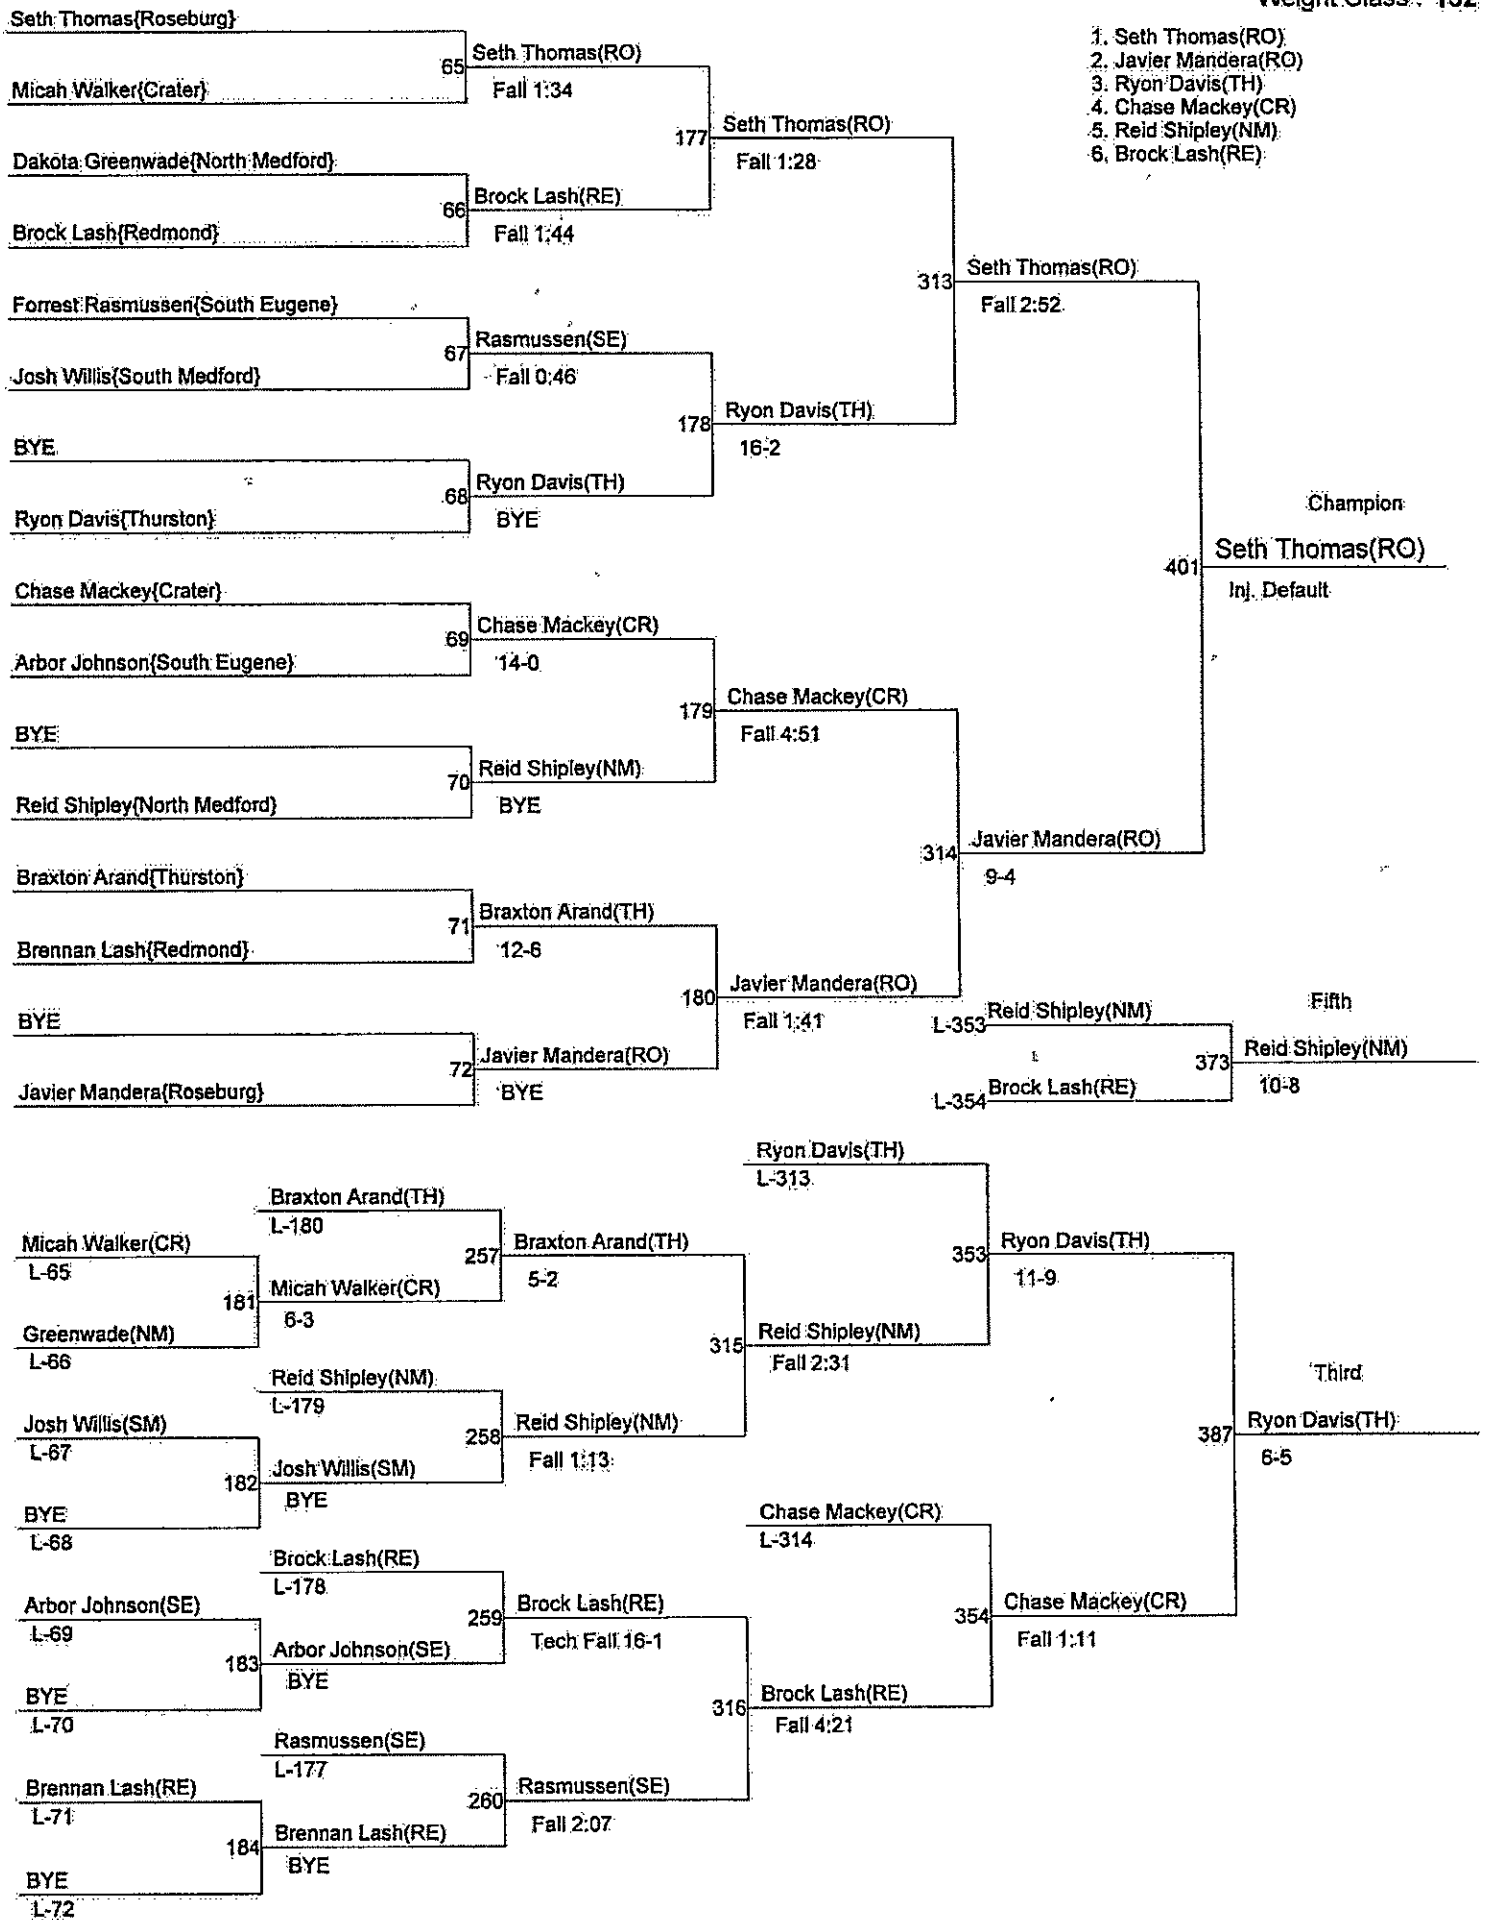 Weight Class: 132
1. Seth Thomas(RO)
2. Javier Mandera(RO)
3. Ryon Davis(TH)
4. Chase Mackey(CR)
5. Reid Shipley(NM)
6. Brock Lash(RE)
Seth Thomas{Roseburg}
65 Seth Thomas(RO)
Fall 1:34
Micah Walker{Crater}
177 Seth Thomas(RO)
Fall 1:28
Dakota Greenwade{North Medford}
66 Brock Lash(RE)
Fall 1:44
Brock Lash{Redmond}
313 Seth Thomas(RO)
Fall 2:52
Forrest Rasmussen{South Eugene}
67 Rasmussen(SE)
Fall 0:46
Josh Willis{South Medford}
178 Ryon Davis(TH)
16-2
BYE
68 Ryon Davis(TH)
BYE
Ryon Davis{Thurston}
Champion
401 Seth Thomas(RO)
Inj. Default
Chase Mackey{Crater}
69 Chase Mackey(CR)
14-0
Arbor Johnson{South Eugene}
179 Chase Mackey(CR)
Fall 4:51
BYE
70 Reid Shipley(NM)
BYE
Reid Shipley{North Medford}
314 Javier Mandera(RO)
9-4
Braxton Arand{Thurston}
71 Braxton Arand(TH)
12-6
Brennan Lash{Redmond}
180 Javier Mandera(RO)
Fall 1:41
BYE
72 Javier Mandera(RO)
BYE
Javier Mandera{Roseburg}
Fifth
L-353 Reid Shipley(NM)
373 Reid Shipley(NM)
10-8
L-354 Brock Lash(RE)
Ryon Davis(TH)
L-313
Braxton Arand(TH)
L-180
Micah Walker(CR)
L-65
257 Braxton Arand(TH)
5-2
353 Ryon Davis(TH)
11-9
181 Micah Walker(CR)
6-3
Greenwade(NM)
L-66
315 Reid Shipley(NM)
Fall 2:31
Reid Shipley(NM)
L-179
Josh Willis(SM)
L-67
258 Reid Shipley(NM)
Fall 1:13
Third
387 Ryon Davis(TH)
6-5
182 Josh Willis(SM)
BYE
BYE
L-68
Chase Mackey(CR)
L-314
Brock Lash(RE)
L-178
Arbor Johnson(SE)
L-69
259 Brock Lash(RE)
Tech Fall 16-1
354 Chase Mackey(CR)
Fall 1:11
183 Arbor Johnson(SE)
BYE
BYE
L-70
316 Brock Lash(RE)
Fall 4:21
Rasmussen(SE)
L-177
Brennan Lash(RE)
L-71
260 Rasmussen(SE)
Fall 2:07
184 Brennan Lash(RE)
BYE
BYE
L-72